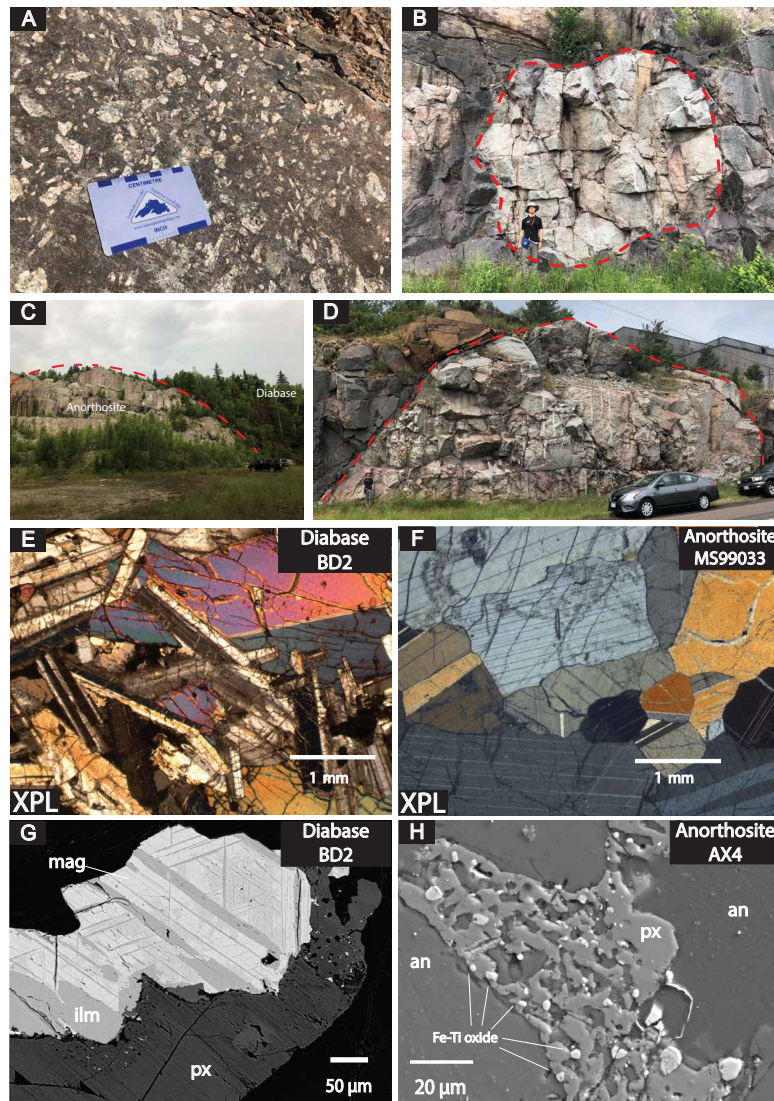 A
CENTIMETRE
INCH
B
C
Anorthosite
Diabase
D
E
Diabase
BD2
1 mm
XPL
F
Anorthosite
MS99033
1 mm
XPL
G
Diabase
BD2
mag
ilm
px
50 µm
H
Anorthosite
AX4
an
px
an
Fe-Ti oxide
20 µm